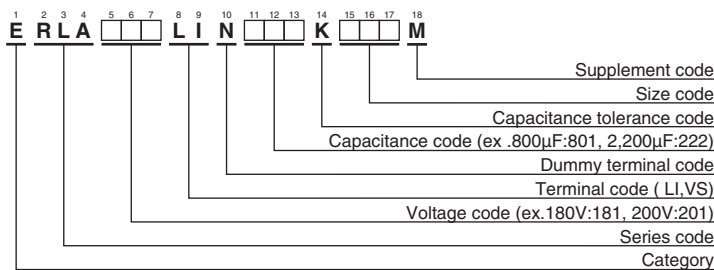 1 2 3 4 5 6 7 8 9 10 11 12 13 14 15 16 17 18
E R L A L I N K M
Supplement code
Size code
Capacitance tolerance code
Capacitance code (ex .800µF:801, 2,200µF:222)
Dummy terminal code
Terminal code ( LI,VS)
Voltage code (ex.180V:181, 200V:201)
Series code
Category